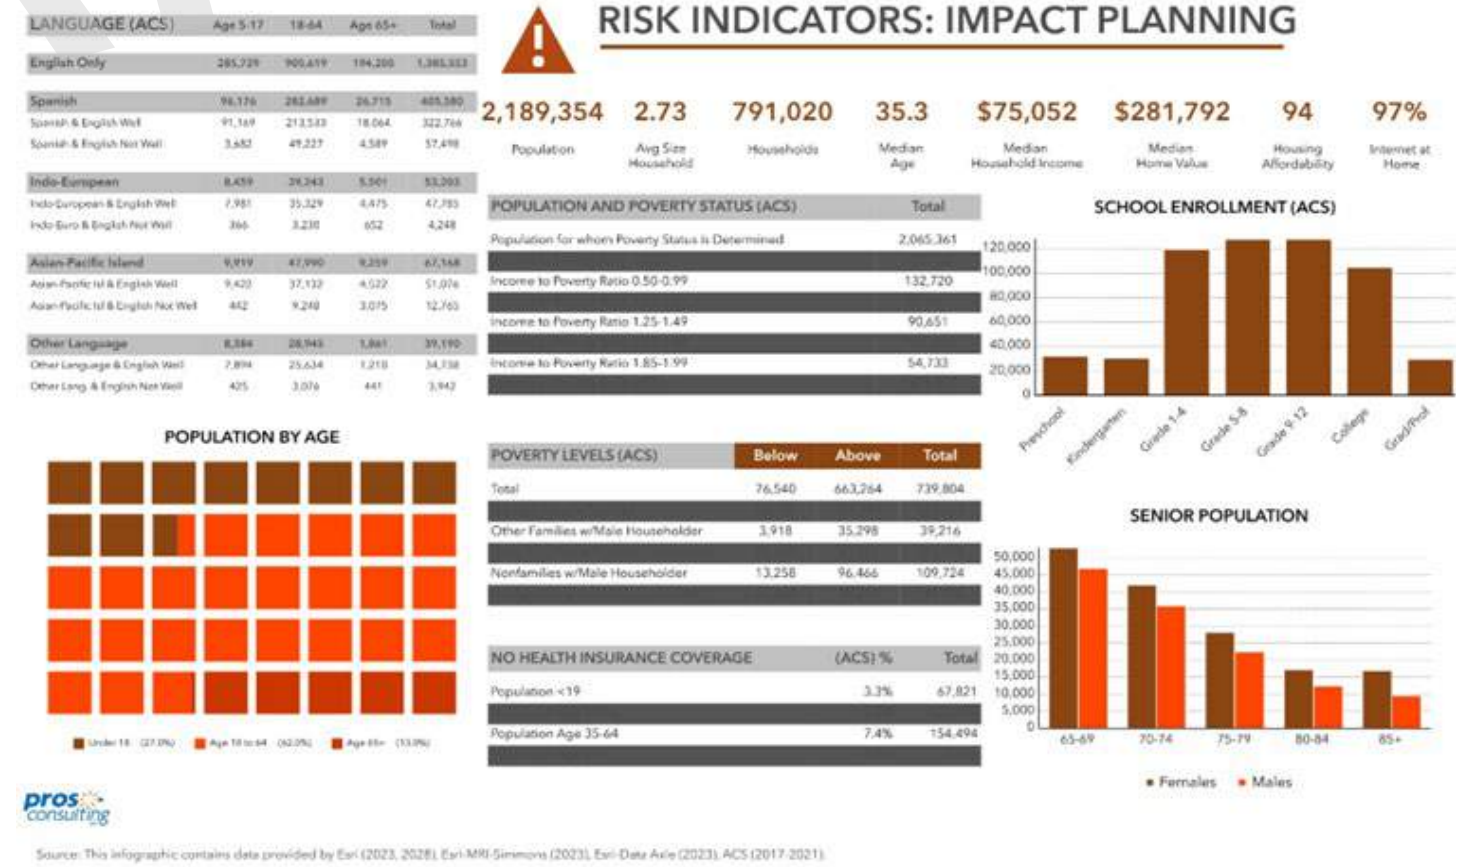 RISK INDICATORS: IMPACT PLANNING
LANGUAGE (ACS) Age 5-17 18-64 Age 65+ Total
English Only 285,729 905,619 194,205
Spanish 96,176 282,689 26,715 405,580
Spanish & English Well 91,169 213,533 18,064 322,766
Spanish & English Not Well 3,682 49,227 4,589 57,498
Indo-European 8,459 39,243 5,501 53,203
Indo-European & English Well 7,981 35,329 4,475 47,785
Indo-Euro & English Not Well 366 3,230 652 4,248
Asian-Pacific Island 9,919 47,990 9,259 67,168
Asian-Pacific Isl & English Well 9,422 37,132 4,522 51,076
Asian-Pacific Isl & English Not Well 442 9,248 3,075 12,765
Other Language 8,384 28,945 1,861 39,190
Other Language & English Well 7,894 25,634 1,210 34,738
Other Lang. & English Not Well 425 3,076 441 3,942
2,189,354 2.73 791,020 35.3 $75,052 $281,792 94 97%
Population Avg Size Households Median Median Median Housing Internet at
Household Age Household Income Home Value Affordability Home
POPULATION AND POVERTY STATUS (ACS) Total
Population for whom Poverty Status is Determined 2,065,361
Income to Poverty Ratio 0.50-0.99 132,720
Income to Poverty Ratio 1.25-1.49 90,651
Income to Poverty Ratio 1.85-1.99 54,733
SCHOOL ENROLLMENT (ACS)
120,000
100,000
80,000
60,000
40,000
20,000
0
Preschool Kindergarten Grade 1-4 Grade 5-8 Grade 9-12 College Grad/Prof
POPULATION BY AGE
Under 18 (27.0%) Age 18 to 64 (62.0%) Age 65+ (13.0%)
POVERTY LEVELS (ACS) Below Above Total
Total 76,540 663,264 739,804
Other Families w/Male Householder 3,918 35,298 39,216
Nonfamilies w/Male Householder 13,258 96,466 109,724
NO HEALTH INSURANCE COVERAGE (ACS) % Total
Population <19 3.3% 67,821
Population Age 35-64 7.4% 154,494
SENIOR POPULATION
50,000
45,000
40,000
35,000
30,000
25,000
20,000
15,000
10,000
5,000
0
65-69 70-74 75-79 80-84 85+
Females Males
pros
consulting
Source: This infographic contains data provided by Esri (2023, 2028), Esri-MRI-Simmons (2023), Esri-Data Axle (2023), ACS (2017-2021).